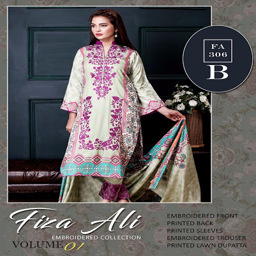 FA
306
B
Fiza Ali
EMBROIDERED COLLECTION
VOLUME 01
EMBROIDERED FRONT
PRINTED BACK
PRINTED SLEEVES
EMBROIDERED TROUSER
PRINTED LAWN DUPATTA